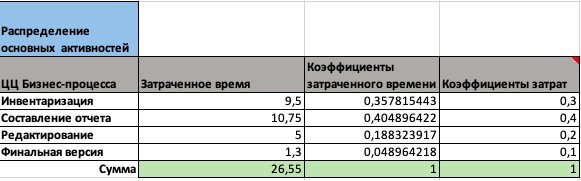 Распределение
основных активностей
Коэффициенты
ЦЦ Бизнес-процесса Затраченное время затраченного времени Коэффициенты затрат
Инвентаризация 9,5 0,357815443 0,3
Составление отчета 10,75 0,404896422 0,4
Редактирование 5 0,188323917 0,2
Финальная версия 1,3 0,048964218 0,1
Сумма 26,55 1 1